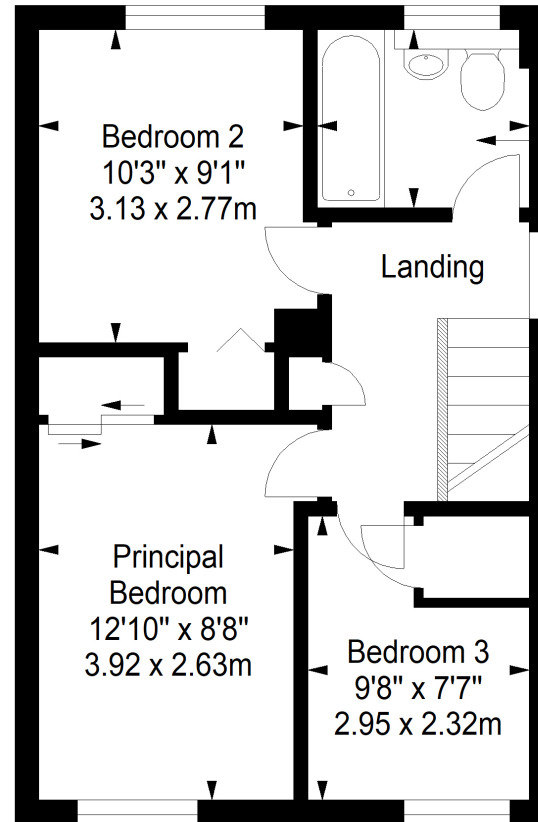 Bedroom 2
10'3" x 9'1"
3.13 x 2.77m
Landing
Principal
Bedroom
12'10" x 8'8"
3.92 x 2.63m
Bedroom 3
9'8" x 7'7"
2.95 x 2.32m